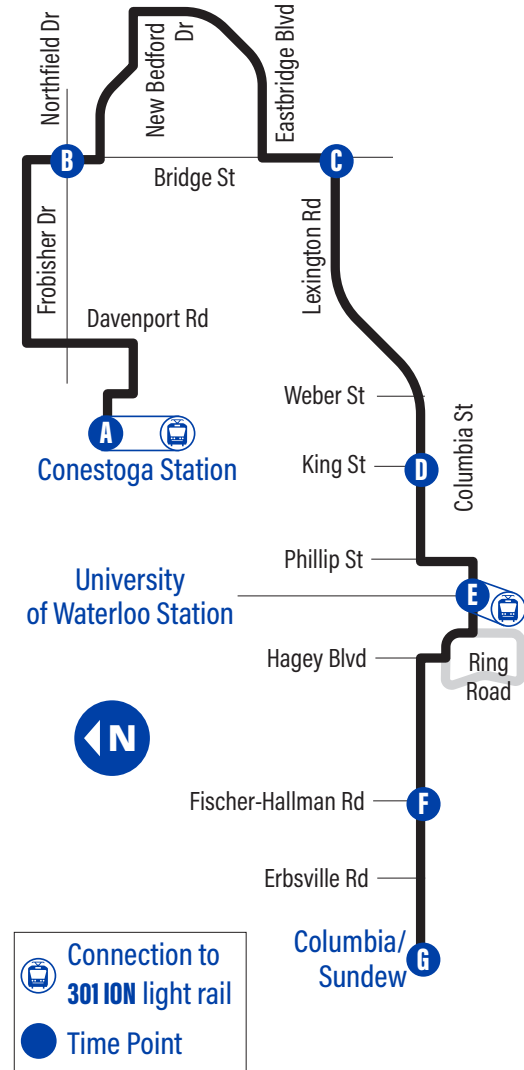 Northfield Dr
New Bedford
Dr
Eastbridge Blvd
B
C
Bridge St
Frobisher Dr
Lexington Rd
Davenport Rd
Weber St
A
Conestoga Station
Columbia St
King St
D
Phillip St
University
of Waterloo Station
E
Hagey Blvd
Ring
Road
N
Fischer-Hallman Rd
F
Erbsville Rd
Columbia/
Sundew
G
Connection to
301 ION light rail
Time Point